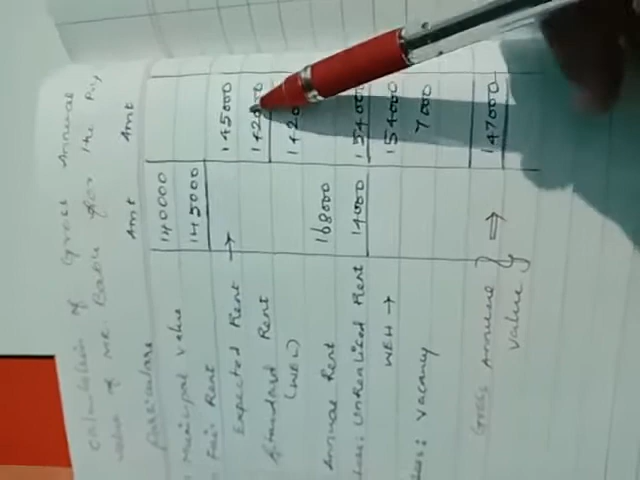 Calculation of Gross Annual
Value of Mr. Babu for the P.y
Particulars Amt Amt
Municipal Value 140000
Fair Rent 145000
Expected Rent → 145000
Standard Rent 142000
(WEL) 142
Annual Rent 168000
Less: Unrealised Rent 14000 154000
WEH → 154000
Less: Vacancy 7000
Gross Annual
Value } ⇒ 147000